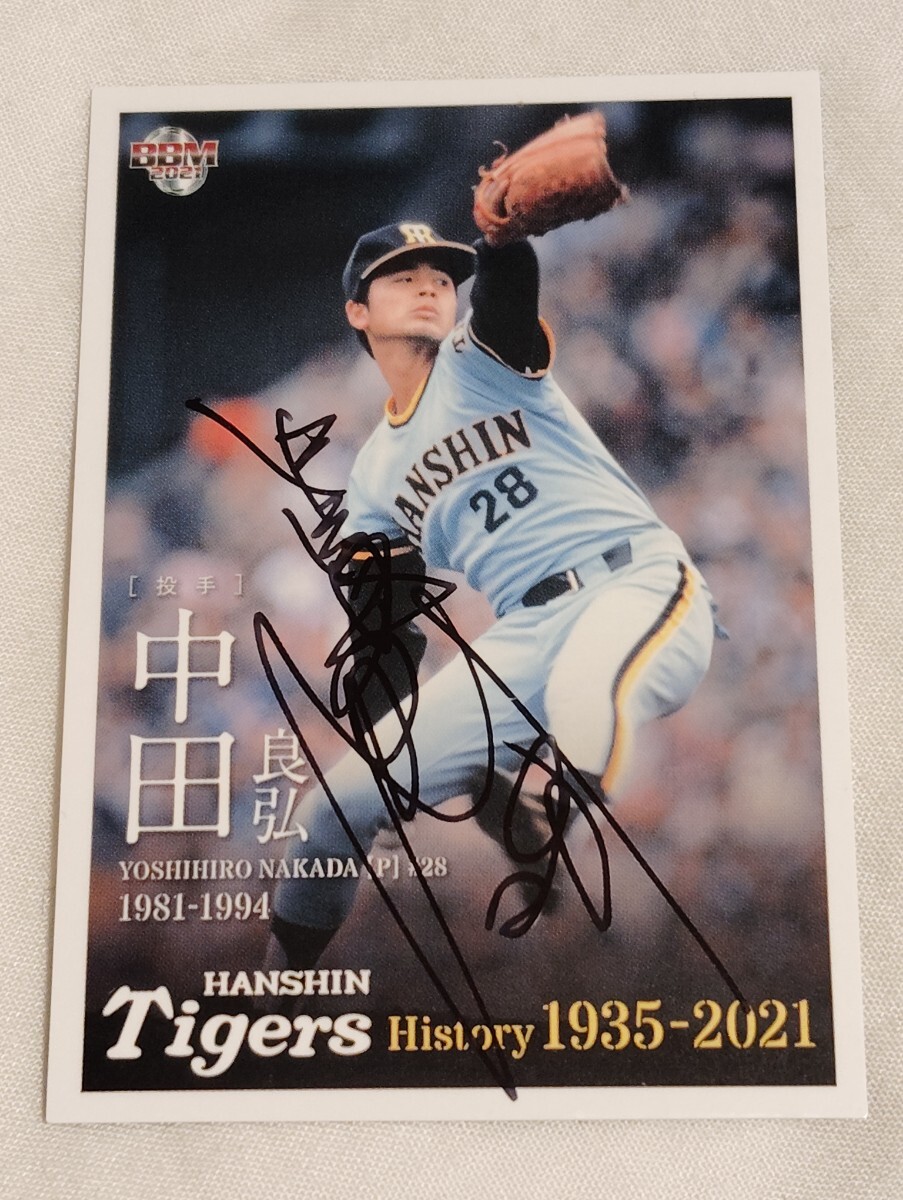 BBM
2021
HANSHIN
28
[投手]
中田
良弘
YOSHIHIRO NAKADA [P] #28
1981-1994
HANSHIN
Tigers
History 1935-2021
28